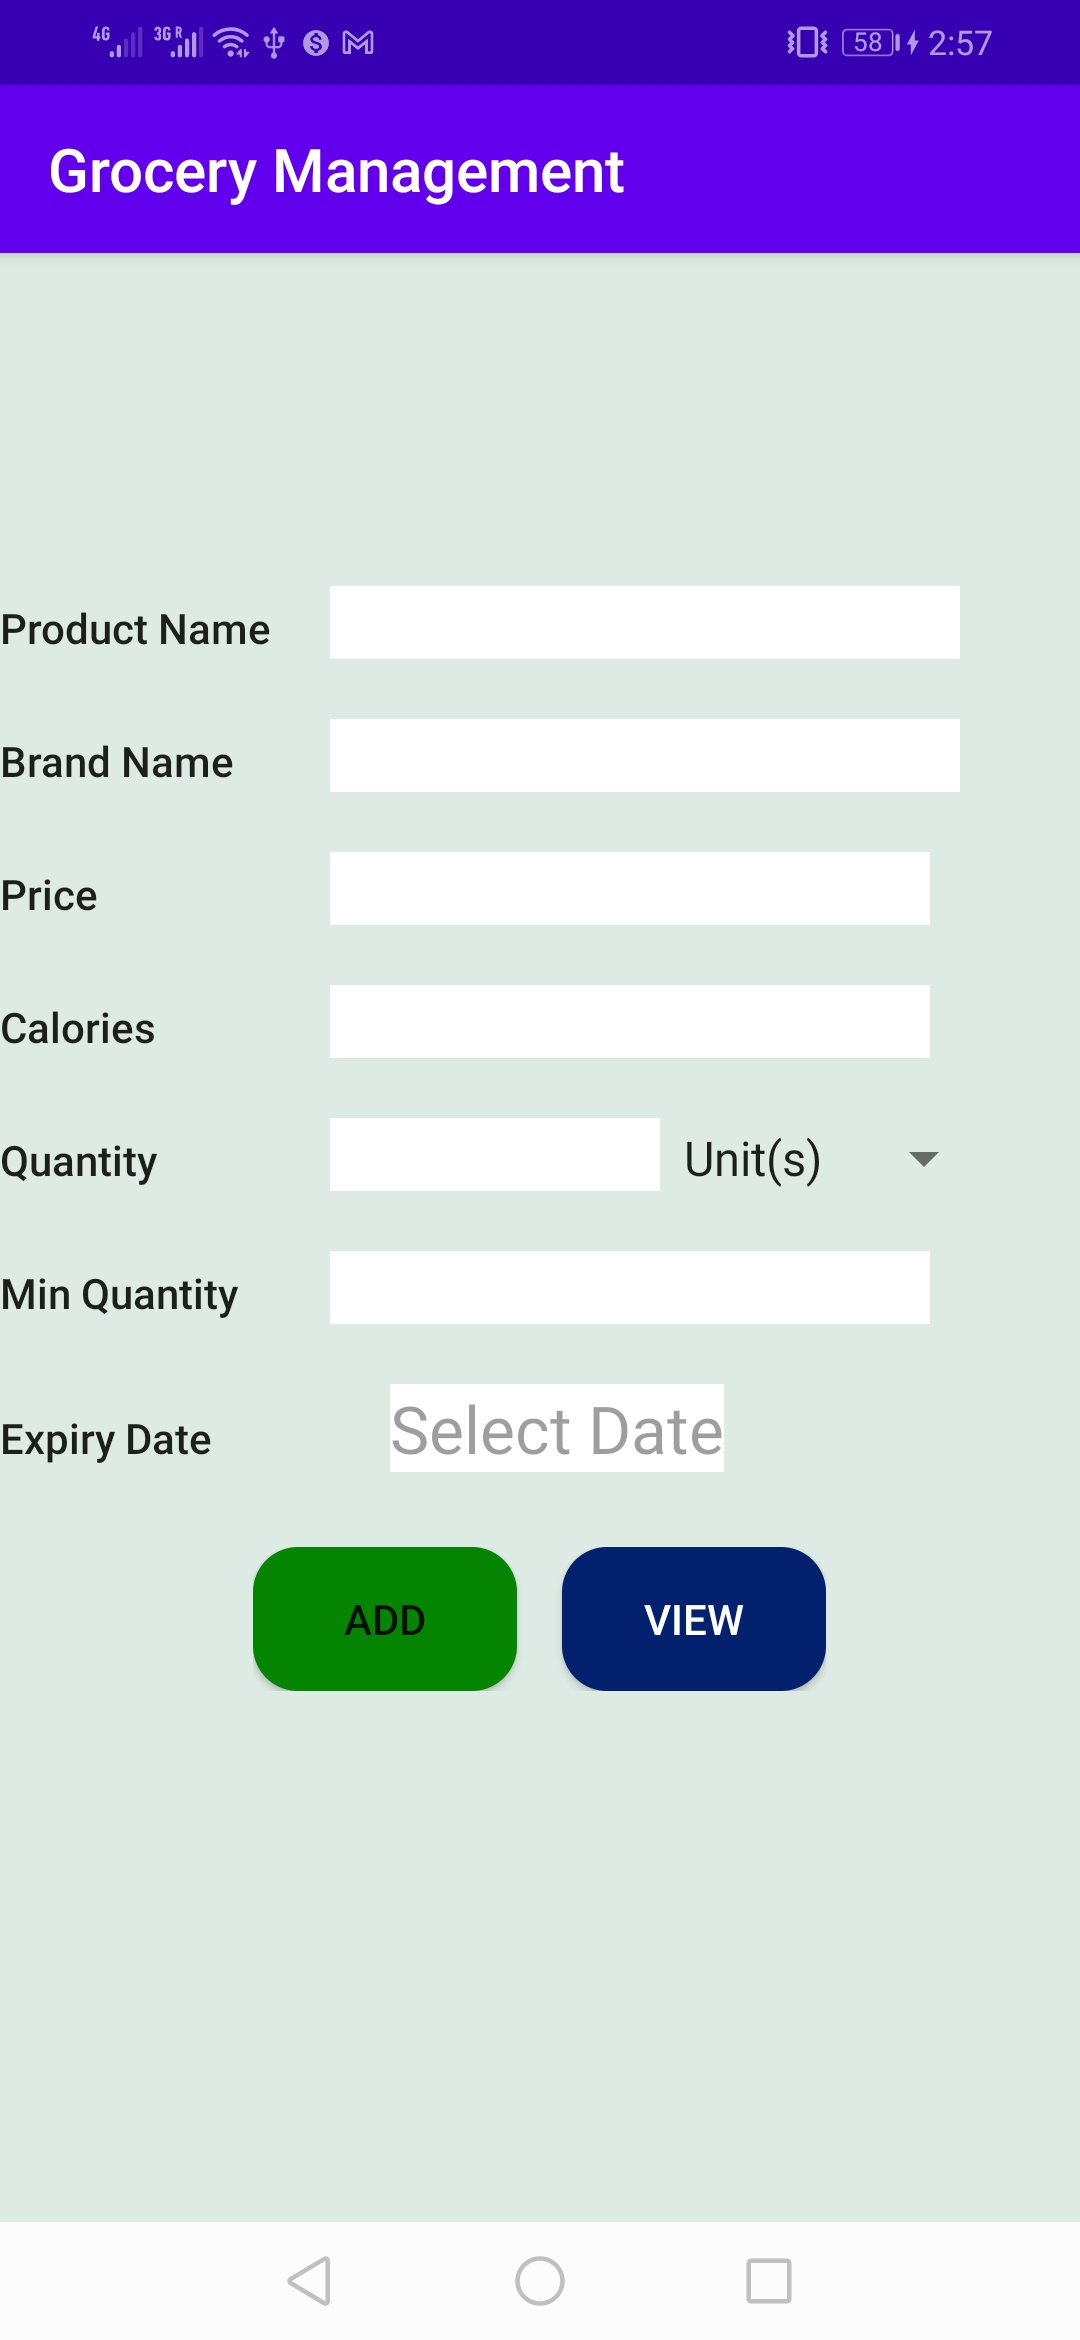 4G 3G R 58 2:57
Grocery Management
Product Name
Brand Name
Price
Calories
Quantity Unit(s)
Min Quantity
Expiry Date Select Date
ADD VIEW